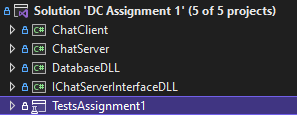 Solution 'DC Assignment 1' (5 of 5 projects)
C# ChatClient
C# ChatServer
C# DatabaseDLL
C# IChatServerInterfaceDLL
TestsAssignment1